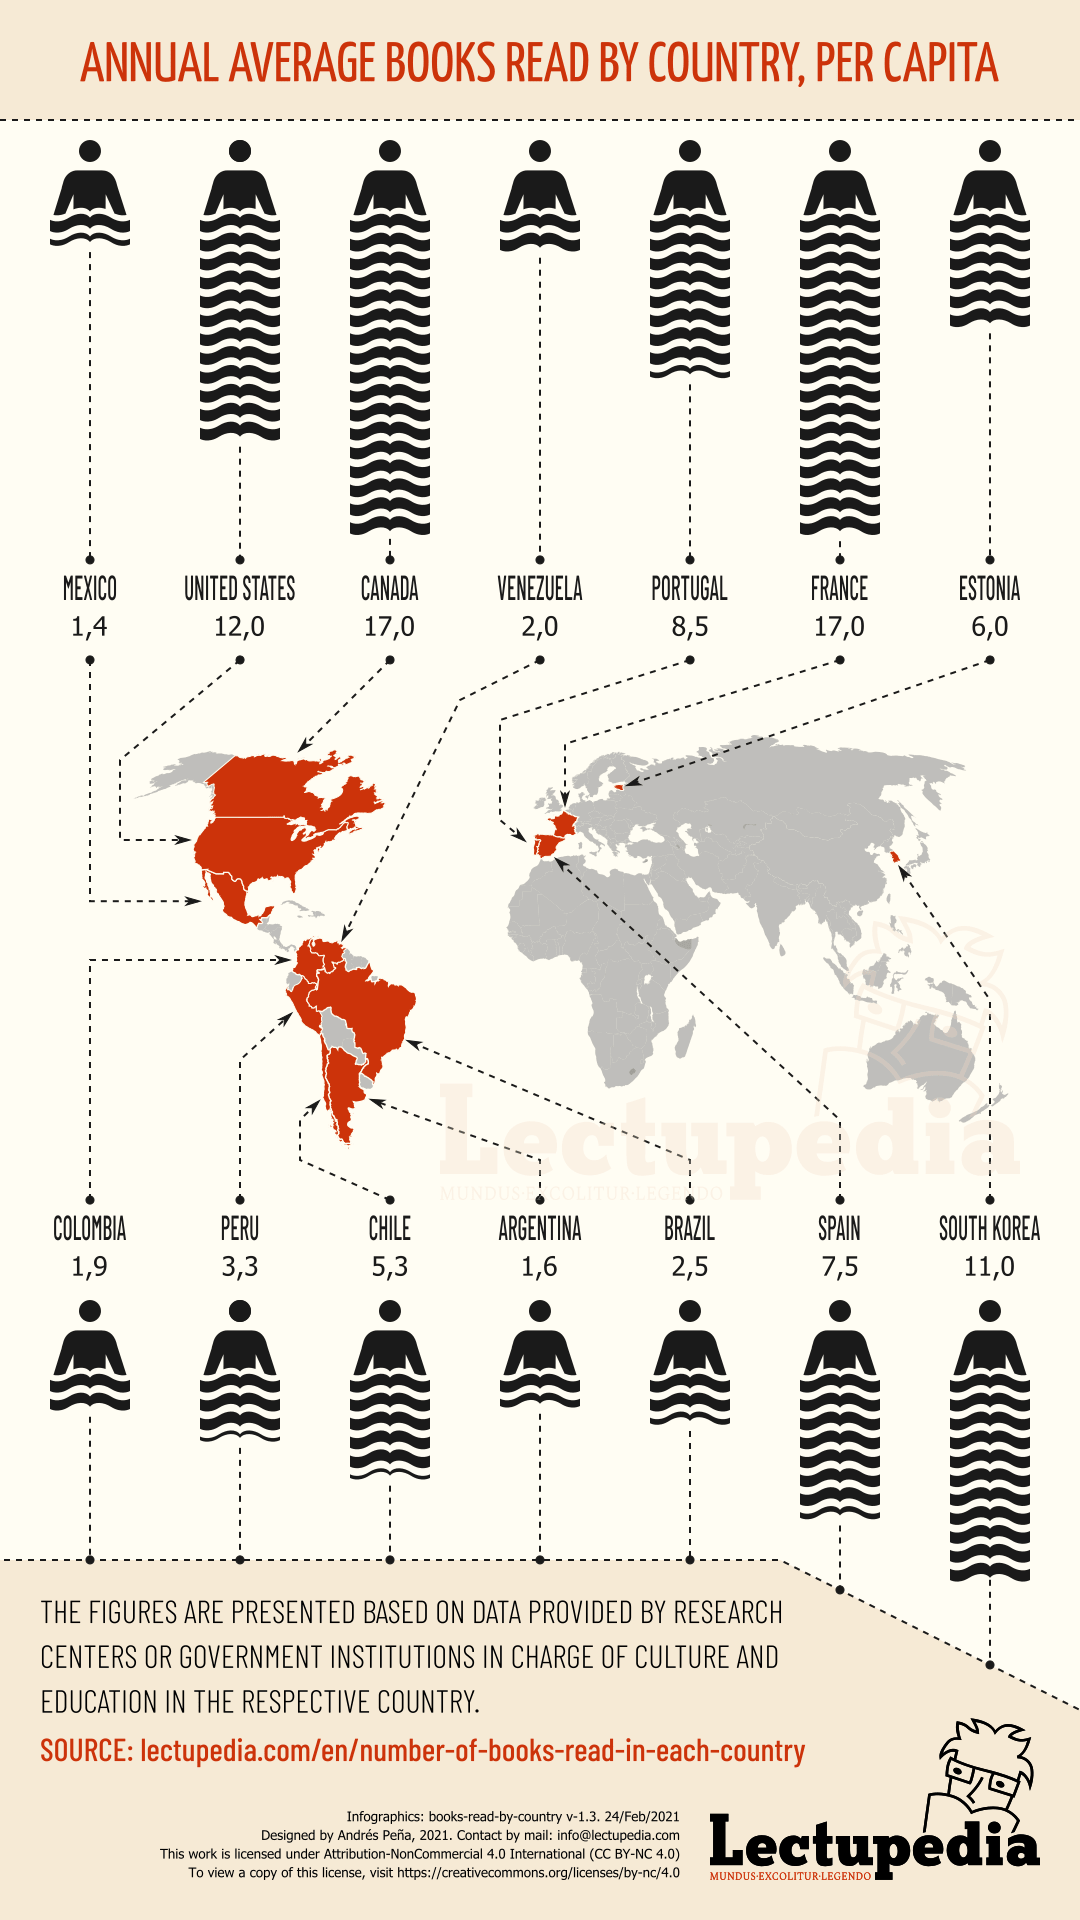 ANNUAL AVERAGE BOOKS READ BY COUNTRY, PER CAPITA
MEXICO
1,4
UNITED STATES
12,0
CANADA
17,0
VENEZUELA
2,0
PORTUGAL
8,5
FRANCE
17,0
ESTONIA
6,0
Lectupedia
MUNDUS·EXCOLITUR·LEGENDO
COLOMBIA
1,9
PERU
3,3
CHILE
5,3
ARGENTINA
1,6
BRAZIL
2,5
SPAIN
7,5
SOUTH KOREA
11,0
THE FIGURES ARE PRESENTED BASED ON DATA PROVIDED BY RESEARCH
CENTERS OR GOVERNMENT INSTITUTIONS IN CHARGE OF CULTURE AND
EDUCATION IN THE RESPECTIVE COUNTRY.
SOURCE: lectupedia.com/en/number-of-books-read-in-each-country
Infographics: books-read-by-country v-1.3. 24/Feb/2021
Designed by Andrés Peña, 2021. Contact by mail: info@lectupedia.com
This work is licensed under Attribution-NonCommercial 4.0 International (CC BY-NC 4.0)
To view a copy of this license, visit https://creativecommons.org/licenses/by-nc/4.0
Lectupedia
MUNDUS·EXCOLITUR·LEGENDO